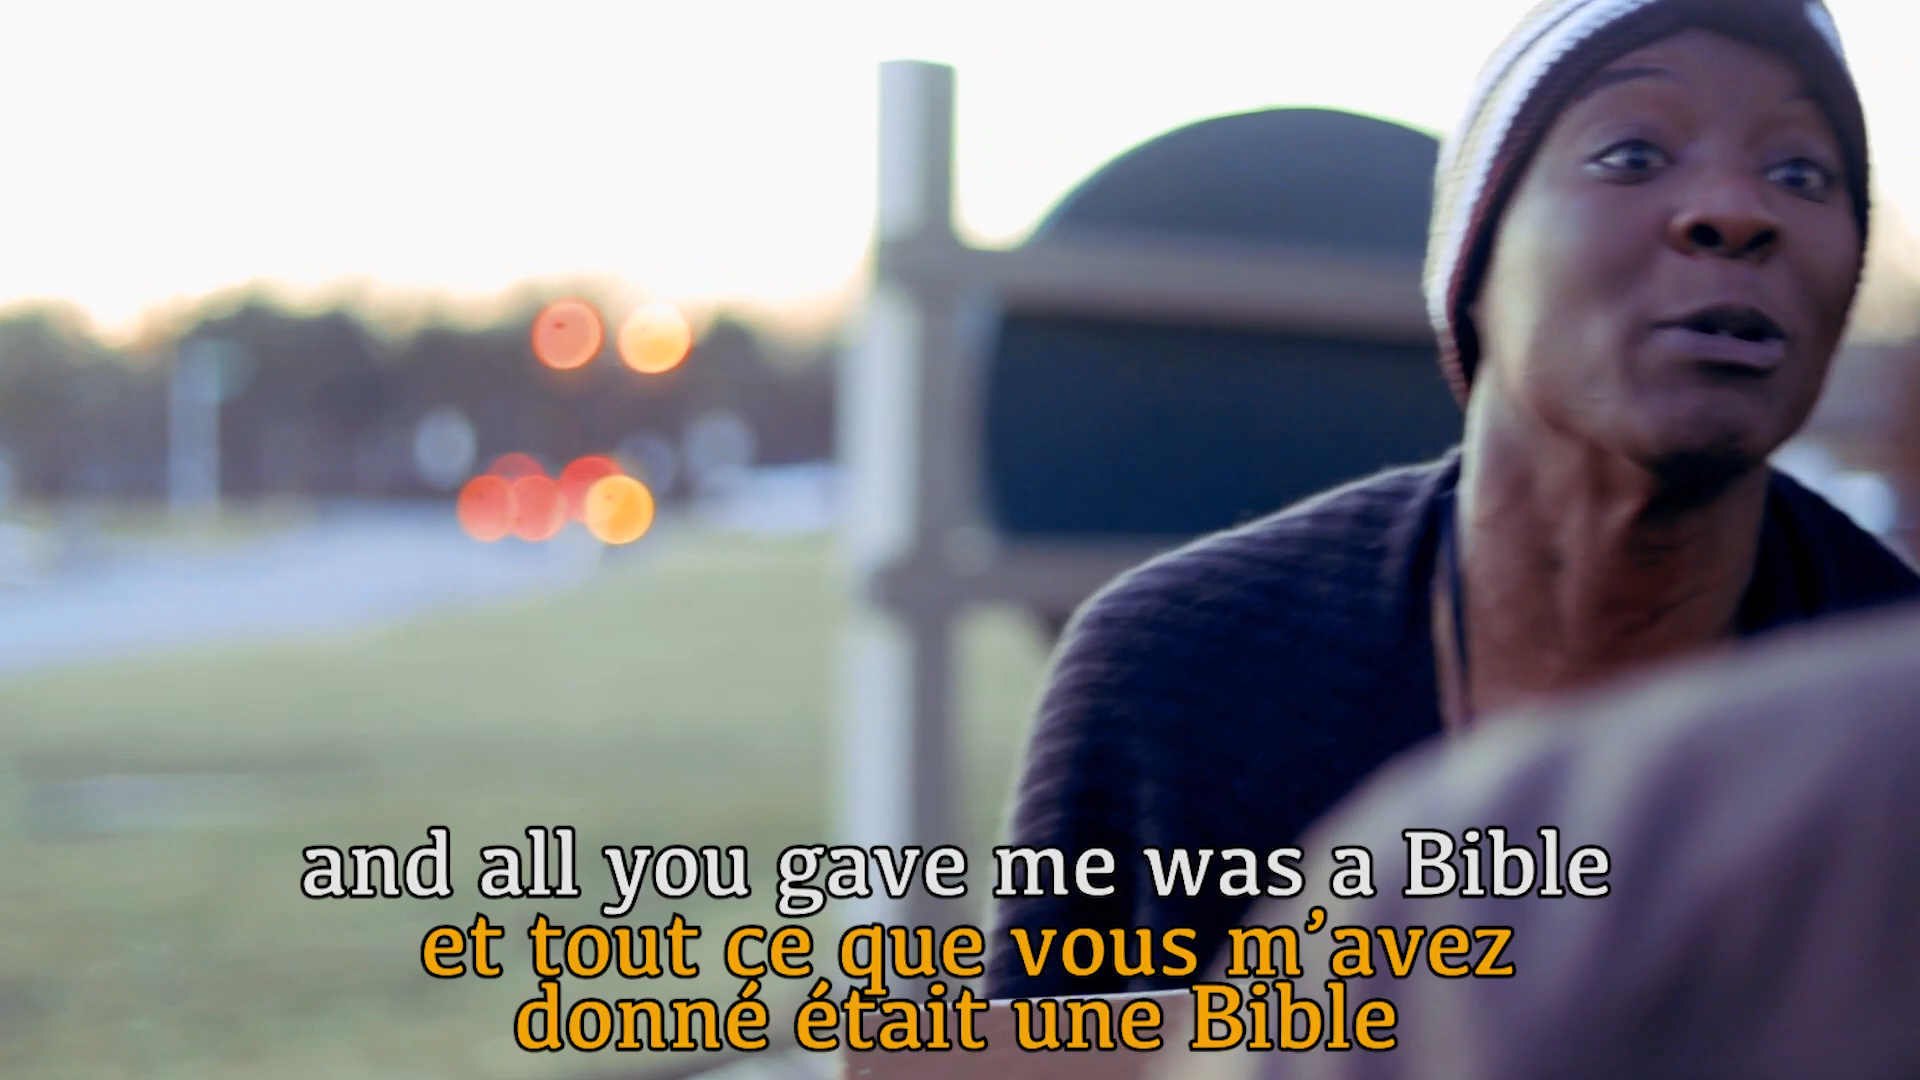 and all you gave me was a Bible
et tout ce que vous m’avez
donné était une Bible